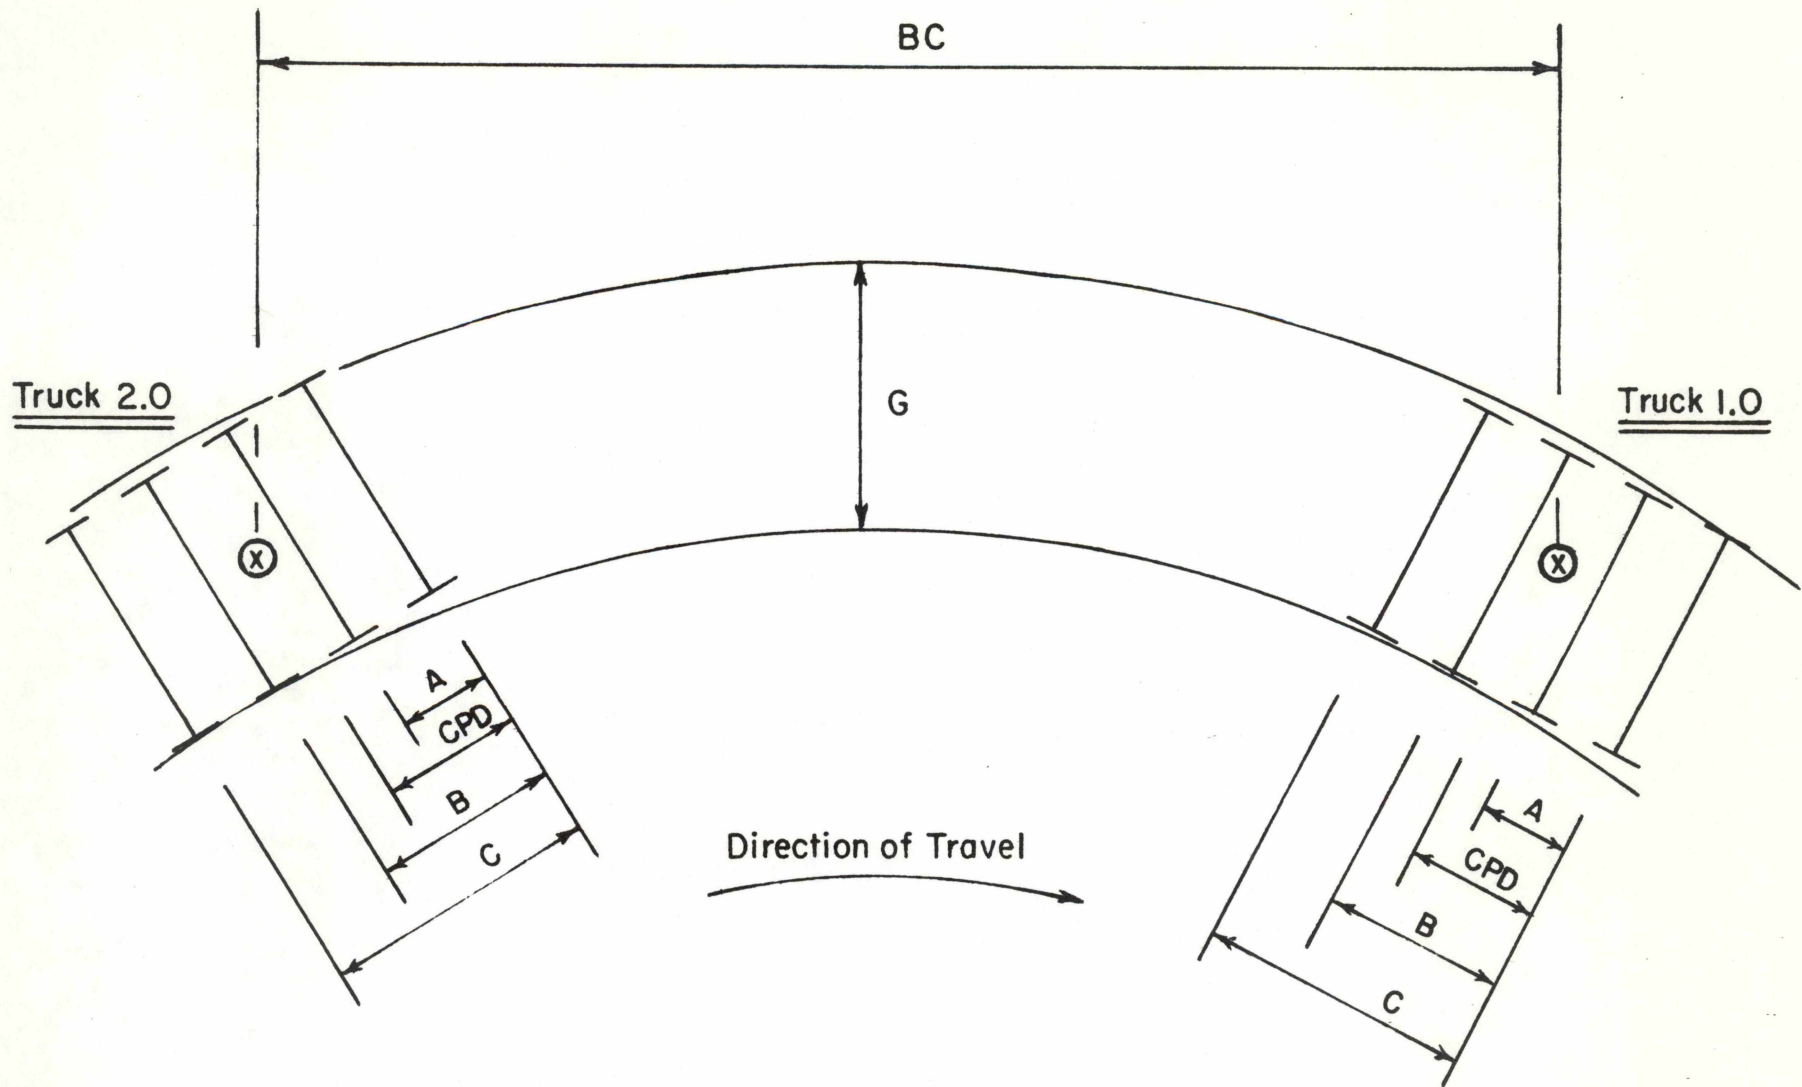 BC
Truck 2.0
G
Truck 1.0
X
X
A
CPD
B
C
Direction of Travel
A
CPD
B
C